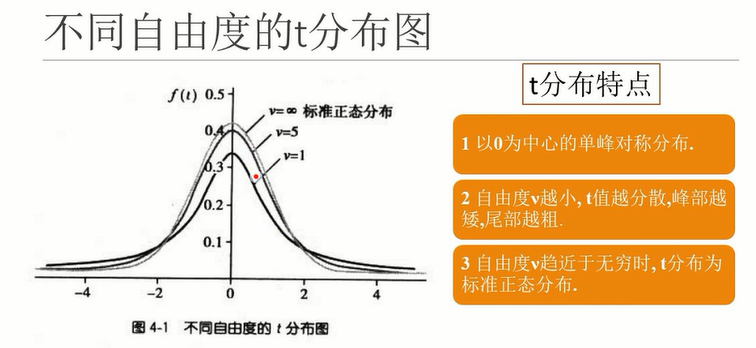 不同自由度的t分布图
t分布特点
f(t)
0.5
0.4
0.3
0.2
0.1
ν=∞ 标准正态分布
ν=5
ν=1
-4
-2
0
2
4
图 4-1 不同自由度的 t 分布图
1 以0为中心的单峰对称分布.
2 自由度ν越小, t值越分散,峰部越
矮,尾部越粗.
3 自由度ν趋近于无穷时, t分布为
标准正态分布.